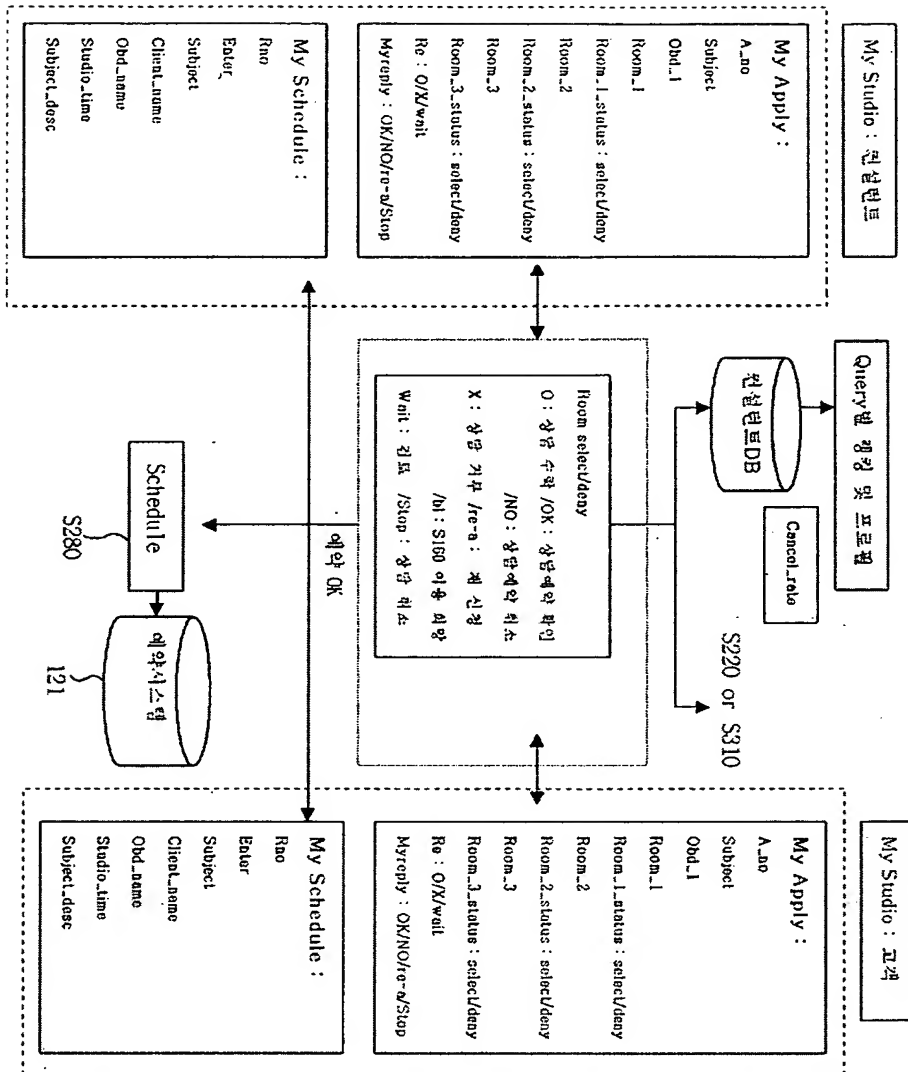 My Studio : 컨설턴트
My Apply :
A_no
Subject
Obd_1
Room_1
Room_1_status : select/deny
Room_2
Room_2_status : select/deny
Room_3
Room_3_status : select/deny
Re : O/X/wait
Myreply : OK/NO/re-a/Stop
My Schedule :
Rno
Enter
Subject
Client_name
Obd_name
Studio_time
Subject_desc
Query별 랭킹 및 프로필
컨설턴트DB
Cancel_rate
S220 or S310
Room select/deny
O : 상담 수락 /OK : 상담예약 확인
/NO : 상담예약 취소
X : 상담 거부 /re-a : 재 신청
/bl : S160 이용 희망
Wait : 검토 /Stop : 상담 취소
예약 OK
Schedule
S280
예약시스템
121
My Studio : 고객
My Apply :
A_no
Subject
Obd_1
Room_1
Room_1_status : select/deny
Room_2
Room_2_status : select/deny
Room_3
Room_3_status : select/deny
Re : O/X/wait
Myreply : OK/NO/re-a/Stop
My Schedule :
Rno
Enter
Subject
Client_name
Obd_name
Studio_time
Subject_desc